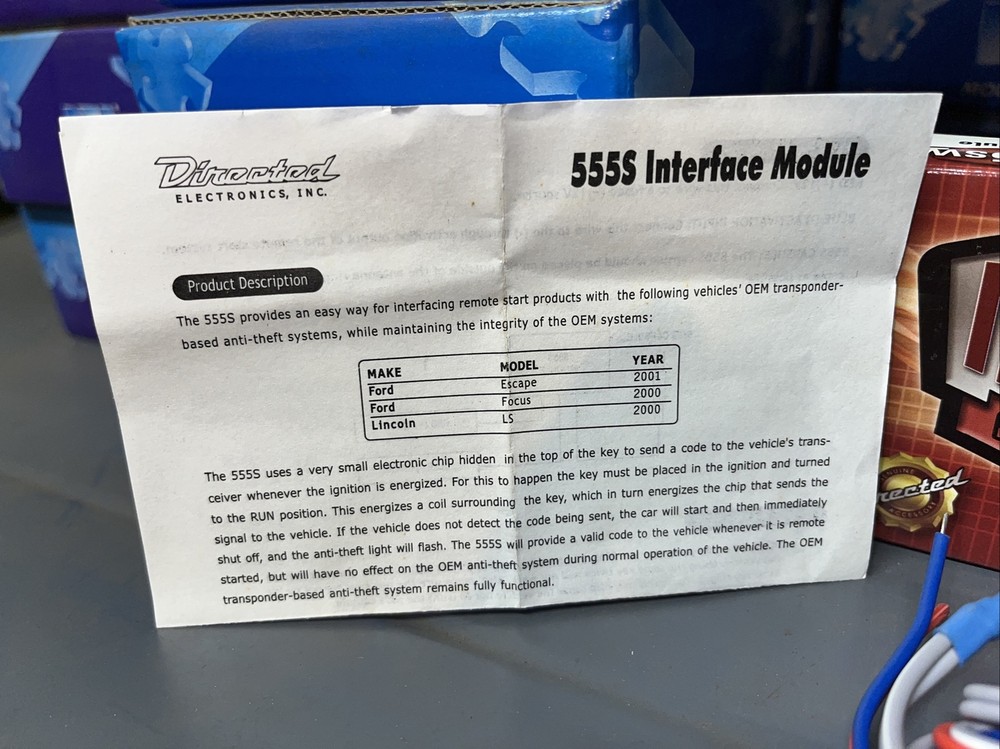 Directed
ELECTRONICS, INC.
555S Interface Module
Product Description
The 555S provides an easy way for interfacing remote start products with the following vehicles' OEM transponder-
based anti-theft systems, while maintaining the integrity of the OEM systems:
MAKE MODEL YEAR
Ford Escape 2001
Ford Focus 2000
Lincoln LS 2000
The 555S uses a very small electronic chip hidden in the top of the key to send a code to the vehicle's trans-
ceiver whenever the ignition is energized. For this to happen the key must be placed in the ignition and turned
to the RUN position. This energizes a coil surrounding the key, which in turn energizes the chip that sends the
signal to the vehicle. If the vehicle does not detect the code being sent, the car will start and then immediately
shut off, and the anti-theft light will flash. The 555S will provide a valid code to the vehicle whenever it is remote
started, but will have no effect on the OEM anti-theft system during normal operation of the vehicle. The OEM
transponder-based anti-theft system remains fully functional.
GENUINE
rected
ACCESSORY